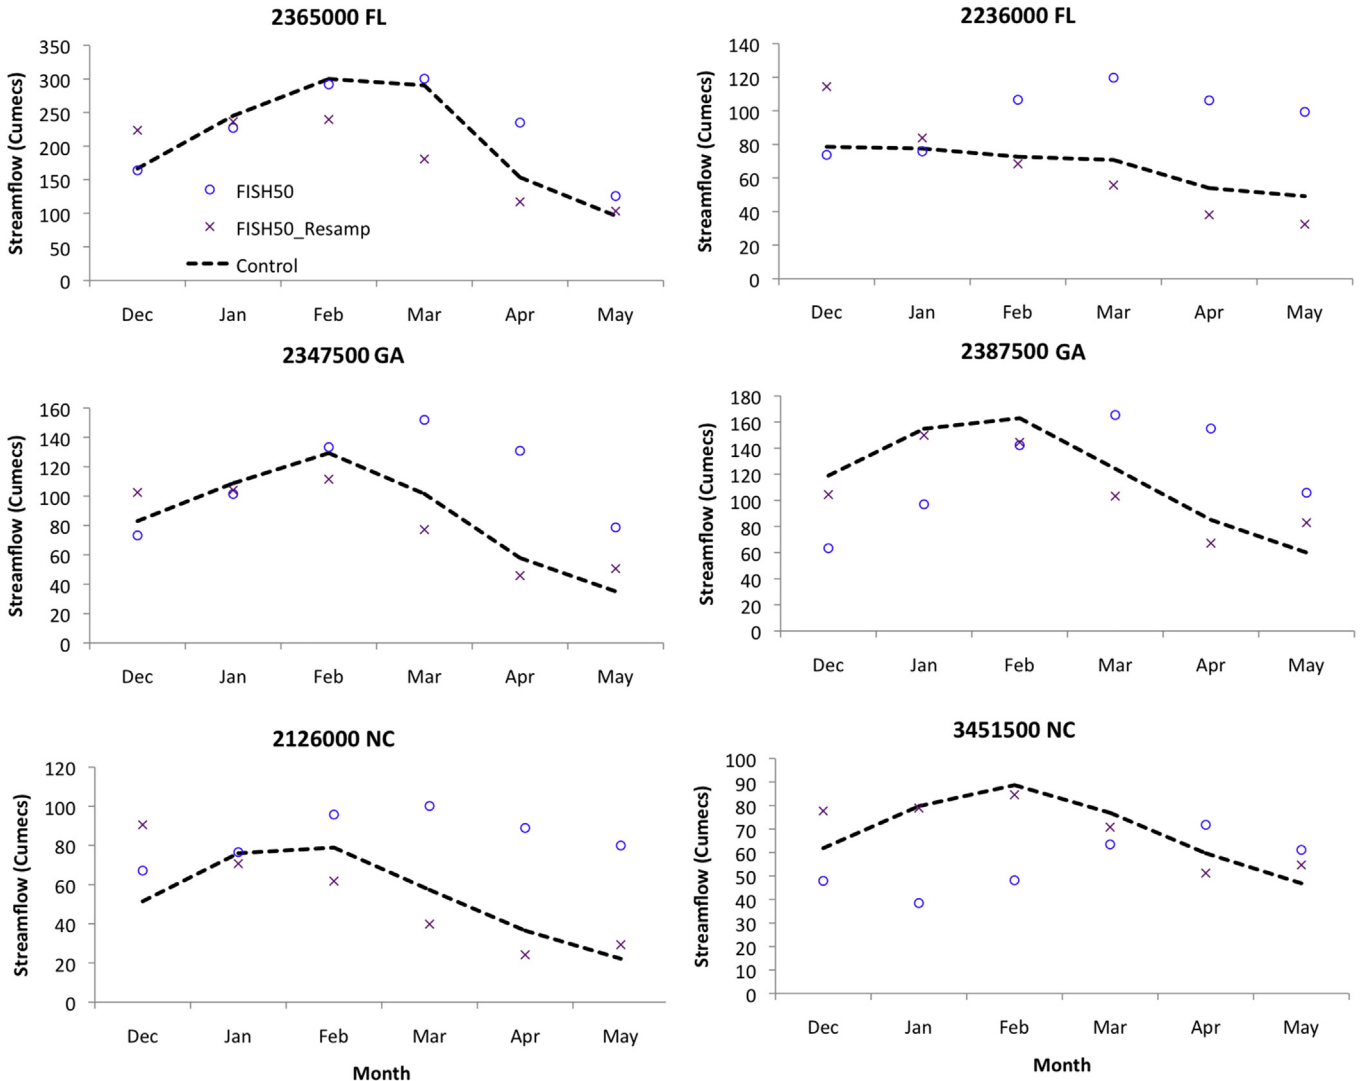 2365000 FL
Streamflow (Cumecs)
350
300
250
200
150
100
50
0
FISH50
FISH50_Resamp
Control
Dec Jan Feb Mar Apr May
2236000 FL
Streamflow (Cumecs)
140
120
100
80
60
40
20
0
Dec Jan Feb Mar Apr May
2347500 GA
Streamflow (Cumecs)
160
140
120
100
80
60
40
20
0
Dec Jan Feb Mar Apr May
2387500 GA
Streamflow (Cumecs)
180
160
140
120
100
80
60
40
20
0
Dec Jan Feb Mar Apr May
2126000 NC
Streamflow (Cumecs)
120
100
80
60
40
20
0
Dec Jan Feb Mar Apr May
Month
3451500 NC
Streamflow (Cumecs)
100
90
80
70
60
50
40
30
20
10
0
Dec Jan Feb Mar Apr May
Month